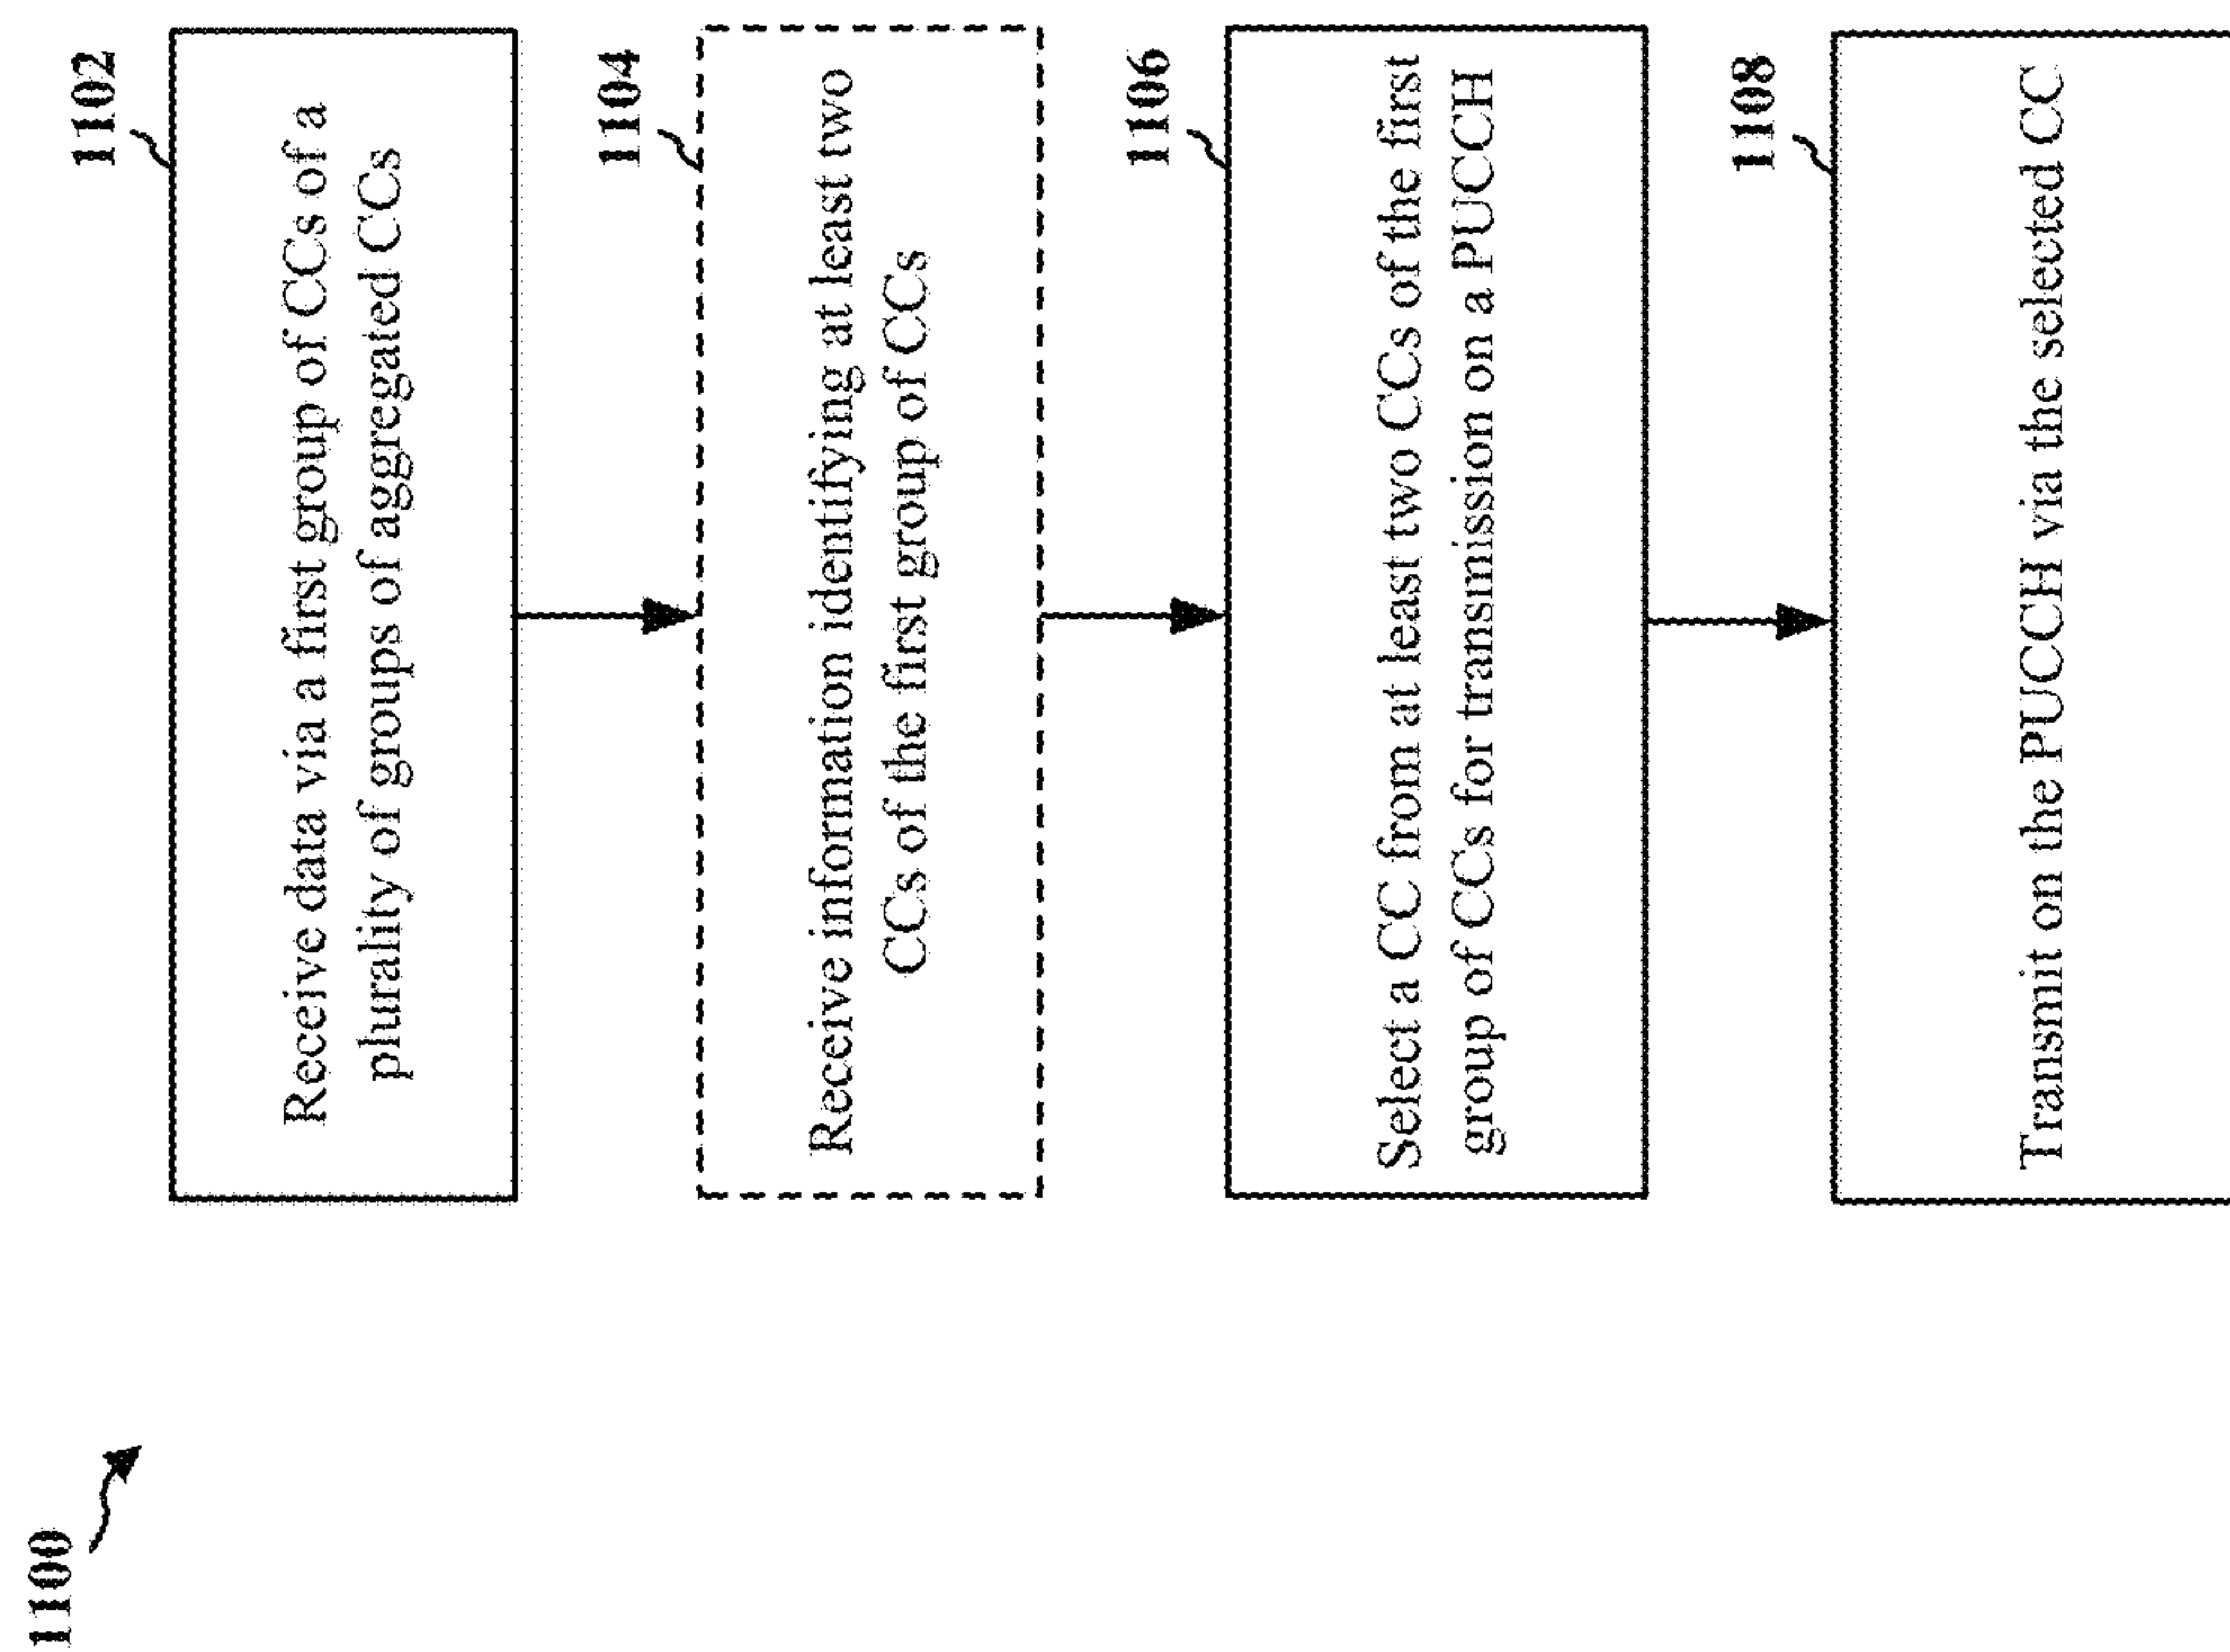 1100
1102
Receive data via a first group of CCs of a
plurality of groups of aggregated CCs
1104
Receive information identifying at least two
CCs of the first group of CCs
1106
Select a CC from at least two CCs of the first
group of CCs for transmission on a PUCCH
1108
Transmit on the PUCCH via the selected CC